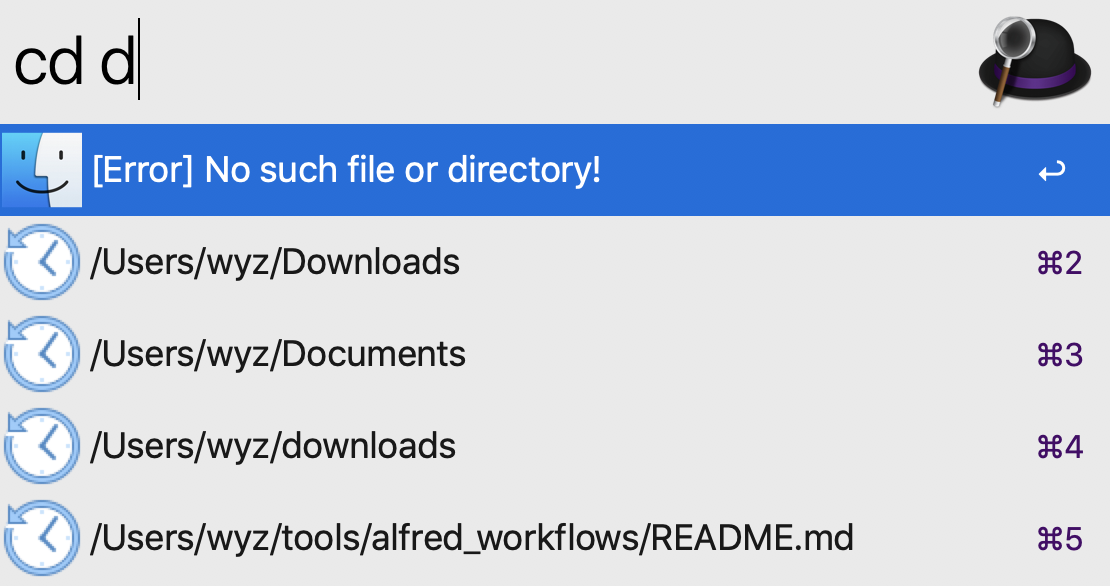 cd d
[Error] No such file or directory! ↩
/Users/wyz/Downloads ⌘2
/Users/wyz/Documents ⌘3
/Users/wyz/downloads ⌘4
/Users/wyz/tools/alfred_workflows/README.md ⌘5